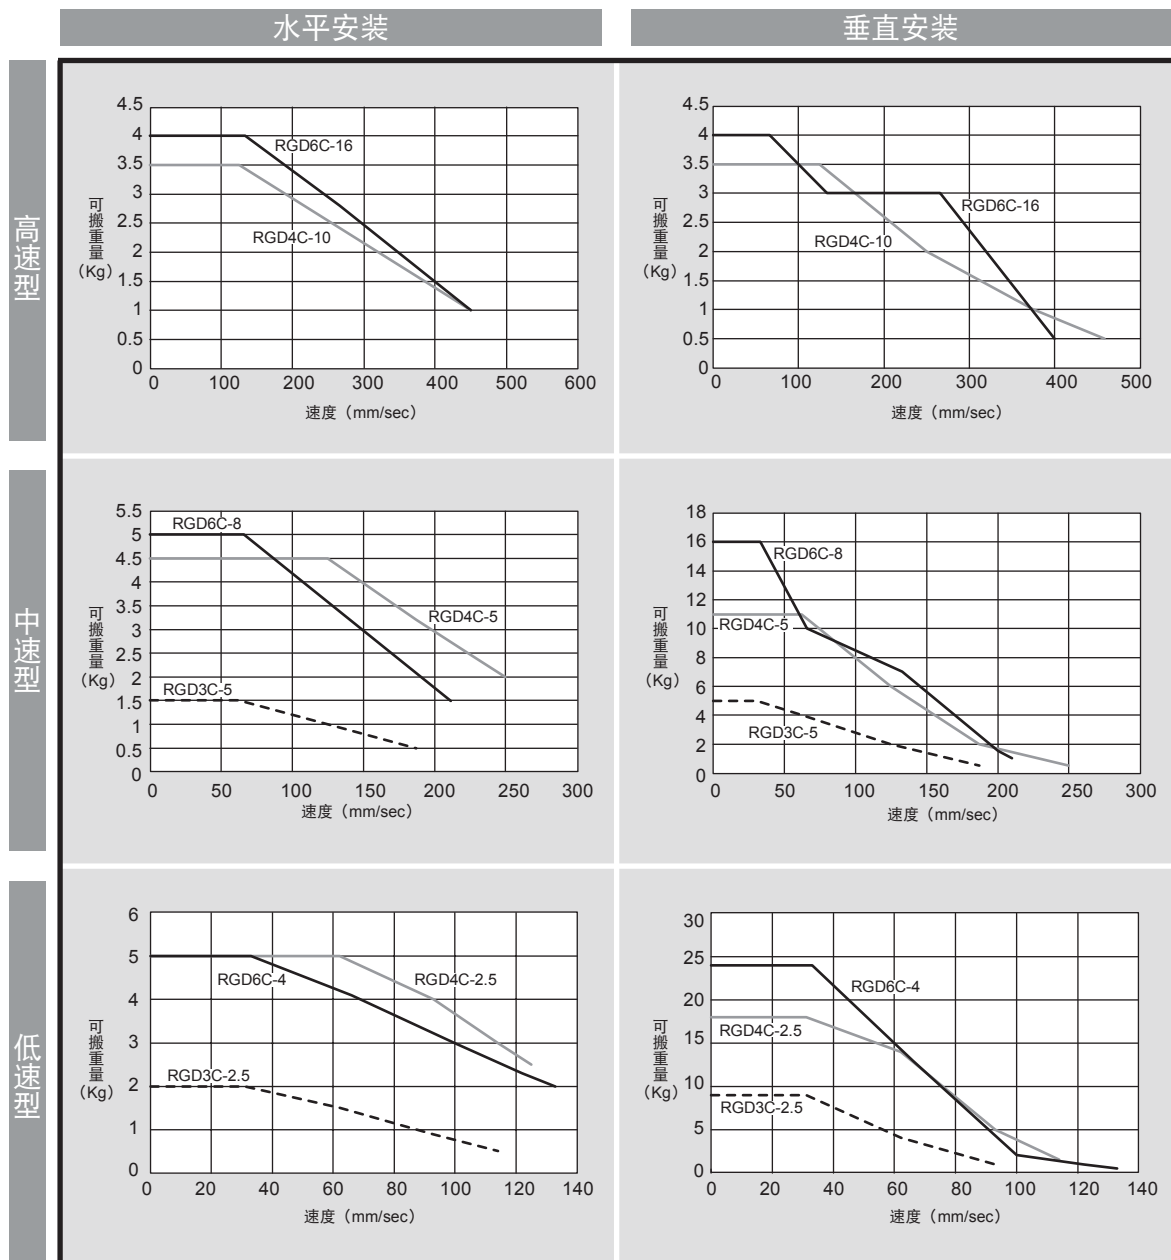 水平安装
垂直安装
高速型
4.5
4
3.5
3
2.5
2
1.5
1
0.5
0
可搬重量
(Kg)
RGD6C-16
RGD4C-10
0 100 200 300 400 500 600
速度(mm/sec)
4.5
4
3.5
3
2.5
2
1.5
1
0.5
0
可搬重量
(Kg)
RGD6C-16
RGD4C-10
0 100 200 300 400 500
速度(mm/sec)
中速型
5.5
5
4.5
4
3.5
3
2.5
2
1.5
1
0.5
0
可搬重量
(Kg)
RGD6C-8
RGD4C-5
RGD3C-5
0 50 100 150 200 250 300
速度(mm/sec)
18
16
14
12
11
10
8
6
4
2
0
可搬重量
(Kg)
RGD6C-8
RGD4C-5
RGD3C-5
0 50 100 150 200 250 300
速度(mm/sec)
低速型
6
5
4
3
2
1
0
可搬重量
(Kg)
RGD6C-4
RGD4C-2.5
RGD3C-2.5
0 20 40 60 80 100 120 140
速度(mm/sec)
30
25
20
15
10
5
0
可搬重量
(Kg)
RGD6C-4
RGD4C-2.5
RGD3C-2.5
0 20 40 60 80 100 120 140
速度(mm/sec)